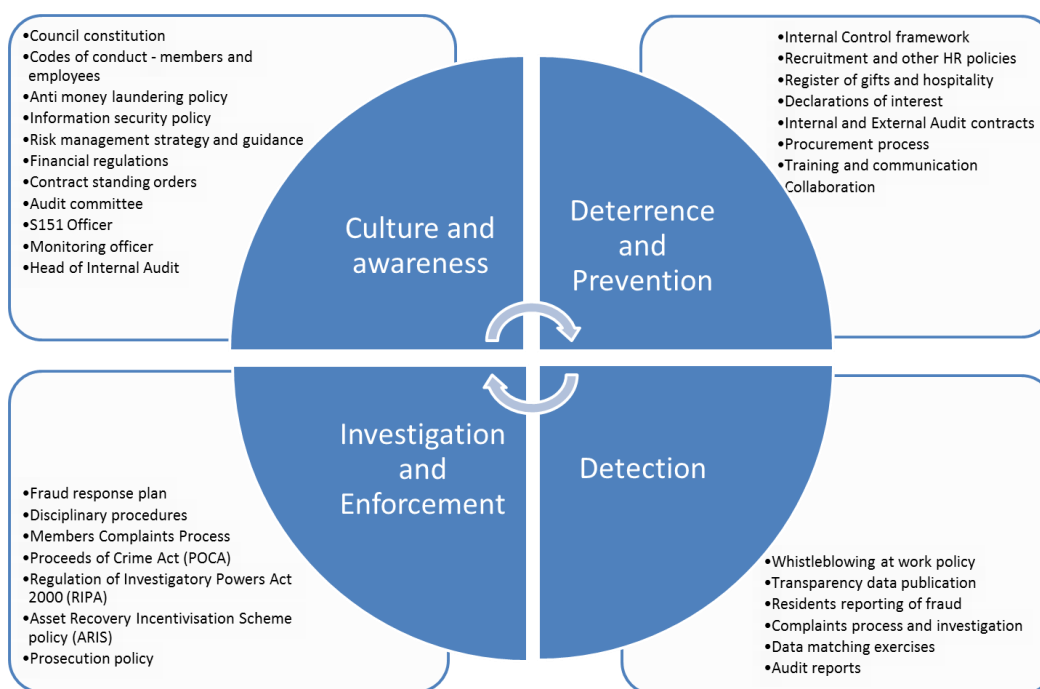 •Council constitution
•Codes of conduct - members and
employees
•Anti money laundering policy
•Information security policy
•Risk management strategy and guidance
•Financial regulations
•Contract standing orders
•Audit committee
•S151 Officer
•Monitoring officer
•Head of Internal Audit
Culture and
awareness
•Internal Control framework
•Recruitment and other HR policies
•Register of gifts and hospitality
•Declarations of interest
•Internal and External Audit contracts
•Procurement process
•Training and communication
Collaboration
Deterrence
and
Prevention
Investigation
and
Enforcement
•Fraud response plan
•Disciplinary procedures
•Members Complaints Process
•Proceeds of Crime Act (POCA)
•Regulation of Investigatory Powers Act
2000 (RIPA)
•Asset Recovery Incentivisation Scheme
policy (ARIS)
•Prosecution policy
Detection
•Whistleblowing at work policy
•Transparency data publication
•Residents reporting of fraud
•Complaints process and investigation
•Data matching exercises
•Audit reports